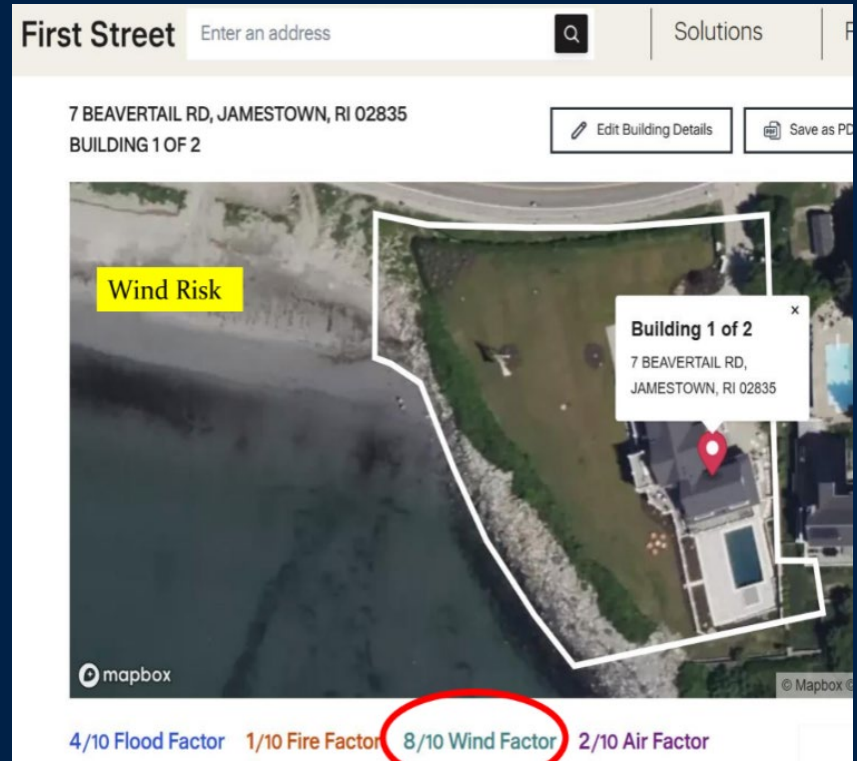 First Street Enter an address Solutions
7 BEAVERTAIL RD, JAMESTOWN, RI 02835
BUILDING 1 OF 2
Edit Building Details Save as PD
Wind Risk
x
Building 1 of 2
7 BEAVERTAIL RD,
JAMESTOWN, RI 02835
mapbox
© Mapbox ©
4/10 Flood Factor 1/10 Fire Factor 8/10 Wind Factor 2/10 Air Factor